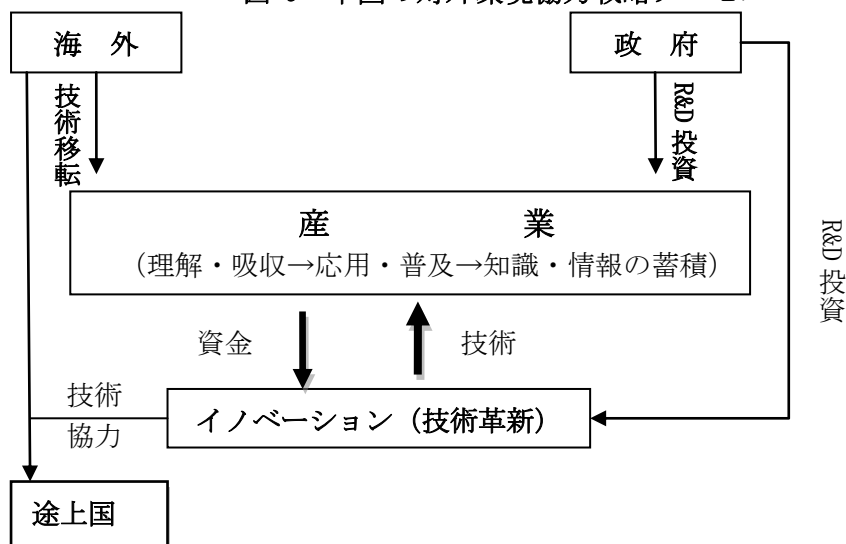 海 外
政 府
技術移転
R&D 投資
産 業
（理解・吸収→応用・普及→知識・情報の蓄積）
R&D 投資
資金
技術
技術
協力
イノベーション（技術革新）
途上国